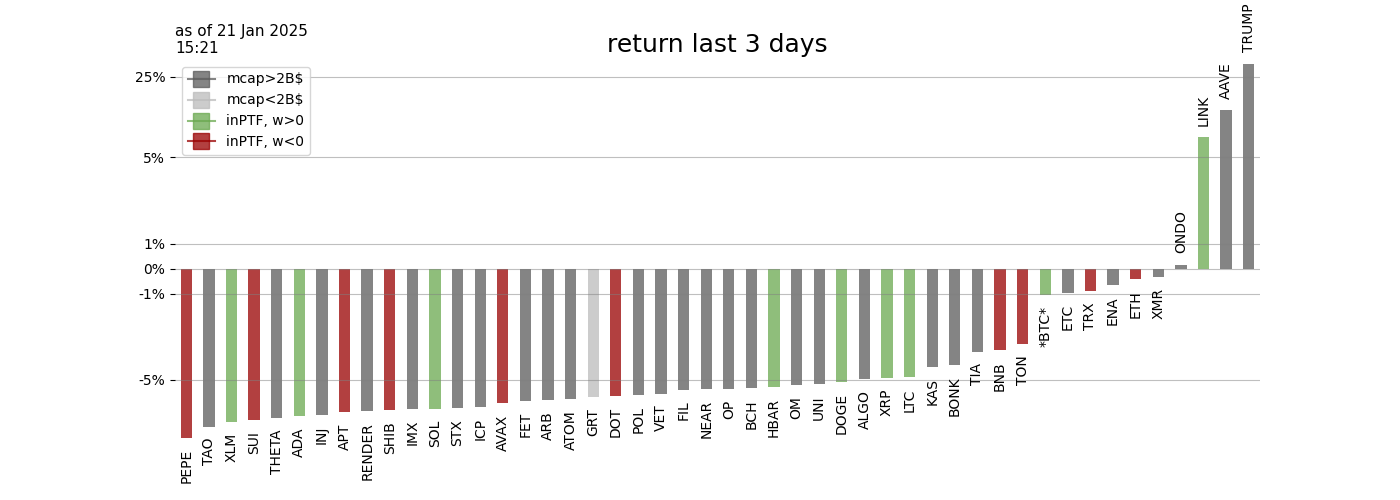 as of 21 Jan 2025
15:21
return last 3 days
mcap>2B$
mcap<2B$
inPTF, w>0
inPTF, w<0
25%
5%
1%
0%
-1%
-5%
PEPE
TAO
XLM
SUI
THETA
ADA
INJ
APT
RENDER
SHIB
IMX
SOL
STX
ICP
AVAX
FET
ARB
ATOM
GRT
DOT
POL
VET
FIL
NEAR
OP
BCH
HBAR
OM
UNI
DOGE
ALGO
XRP
LTC
KAS
BONK
TIA
BNB
TON
*BTC*
ETC
TRX
ENA
ETH
XMR
ONDO
LINK
AAVE
TRUMP